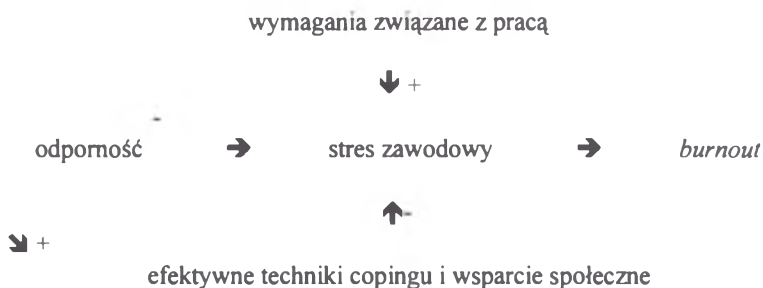 wymagania związane z pracą
🡻 +
-
odporność 🡺 stres zawodowy 🡺 burnout
🡹-
🡾 +
efektywne techniki copingu i wsparcie społeczne